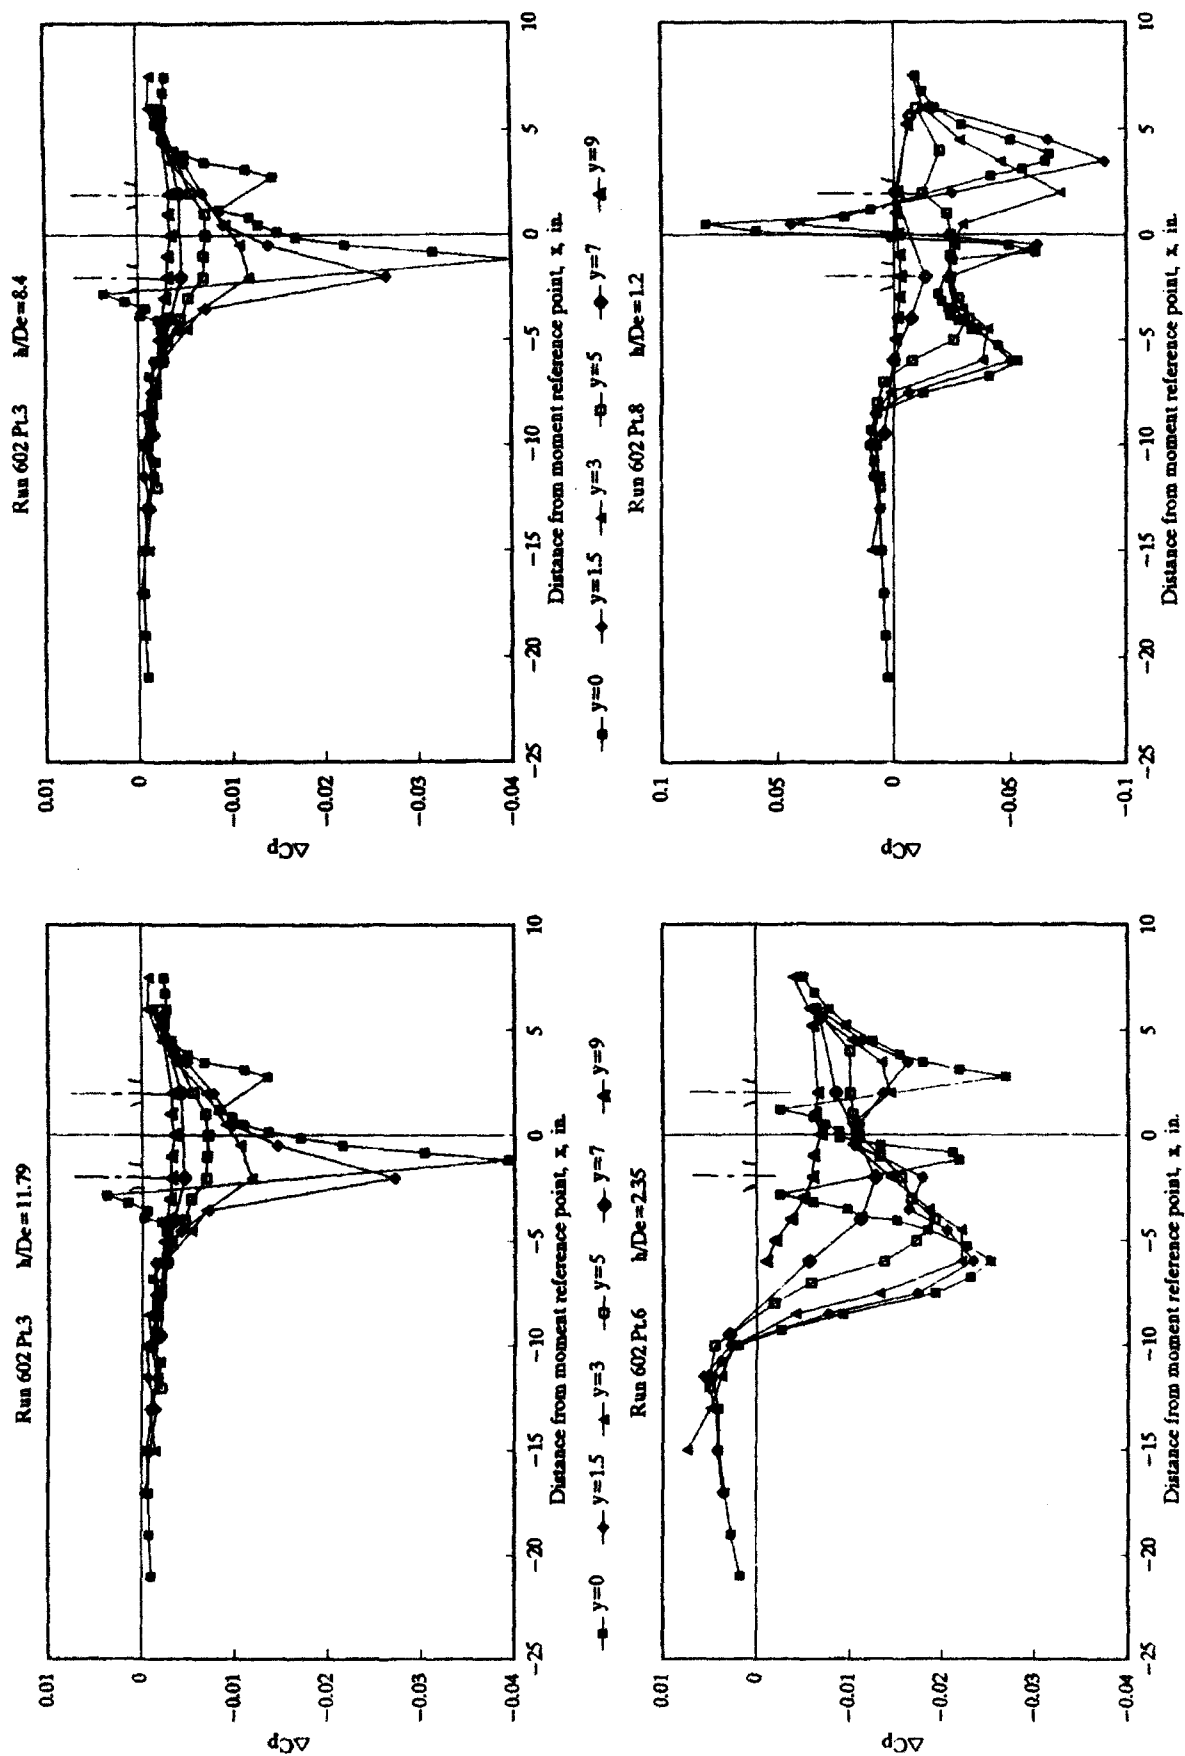 Run 602 Pt.3 h/De=11.79
0.01
0
-0.01
-0.02
-0.03
-0.04
ΔCp
-25 -20 -15 -10 -5 0 5 10
Distance from moment reference point, x, in.
y=0 y=1.5 y=3 y=5 y=7 y=9
Run 602 Pt.3 h/De=8.4
0.01
0
-0.01
-0.02
-0.03
-0.04
ΔCp
-25 -20 -15 -10 -5 0 5 10
Distance from moment reference point, x, in.
y=0 y=1.5 y=3 y=5 y=7 y=9
Run 602 Pt.6 h/De=2.35
0.01
0
-0.01
-0.02
-0.03
-0.04
ΔCp
-25 -20 -15 -10 -5 0 5 10
Distance from moment reference point, x, in.
Run 602 Pt.8 h/De=1.2
0.1
0.05
0
-0.05
-0.1
ΔCp
-25 -20 -15 -10 -5 0 5 10
Distance from moment reference point, x, in.